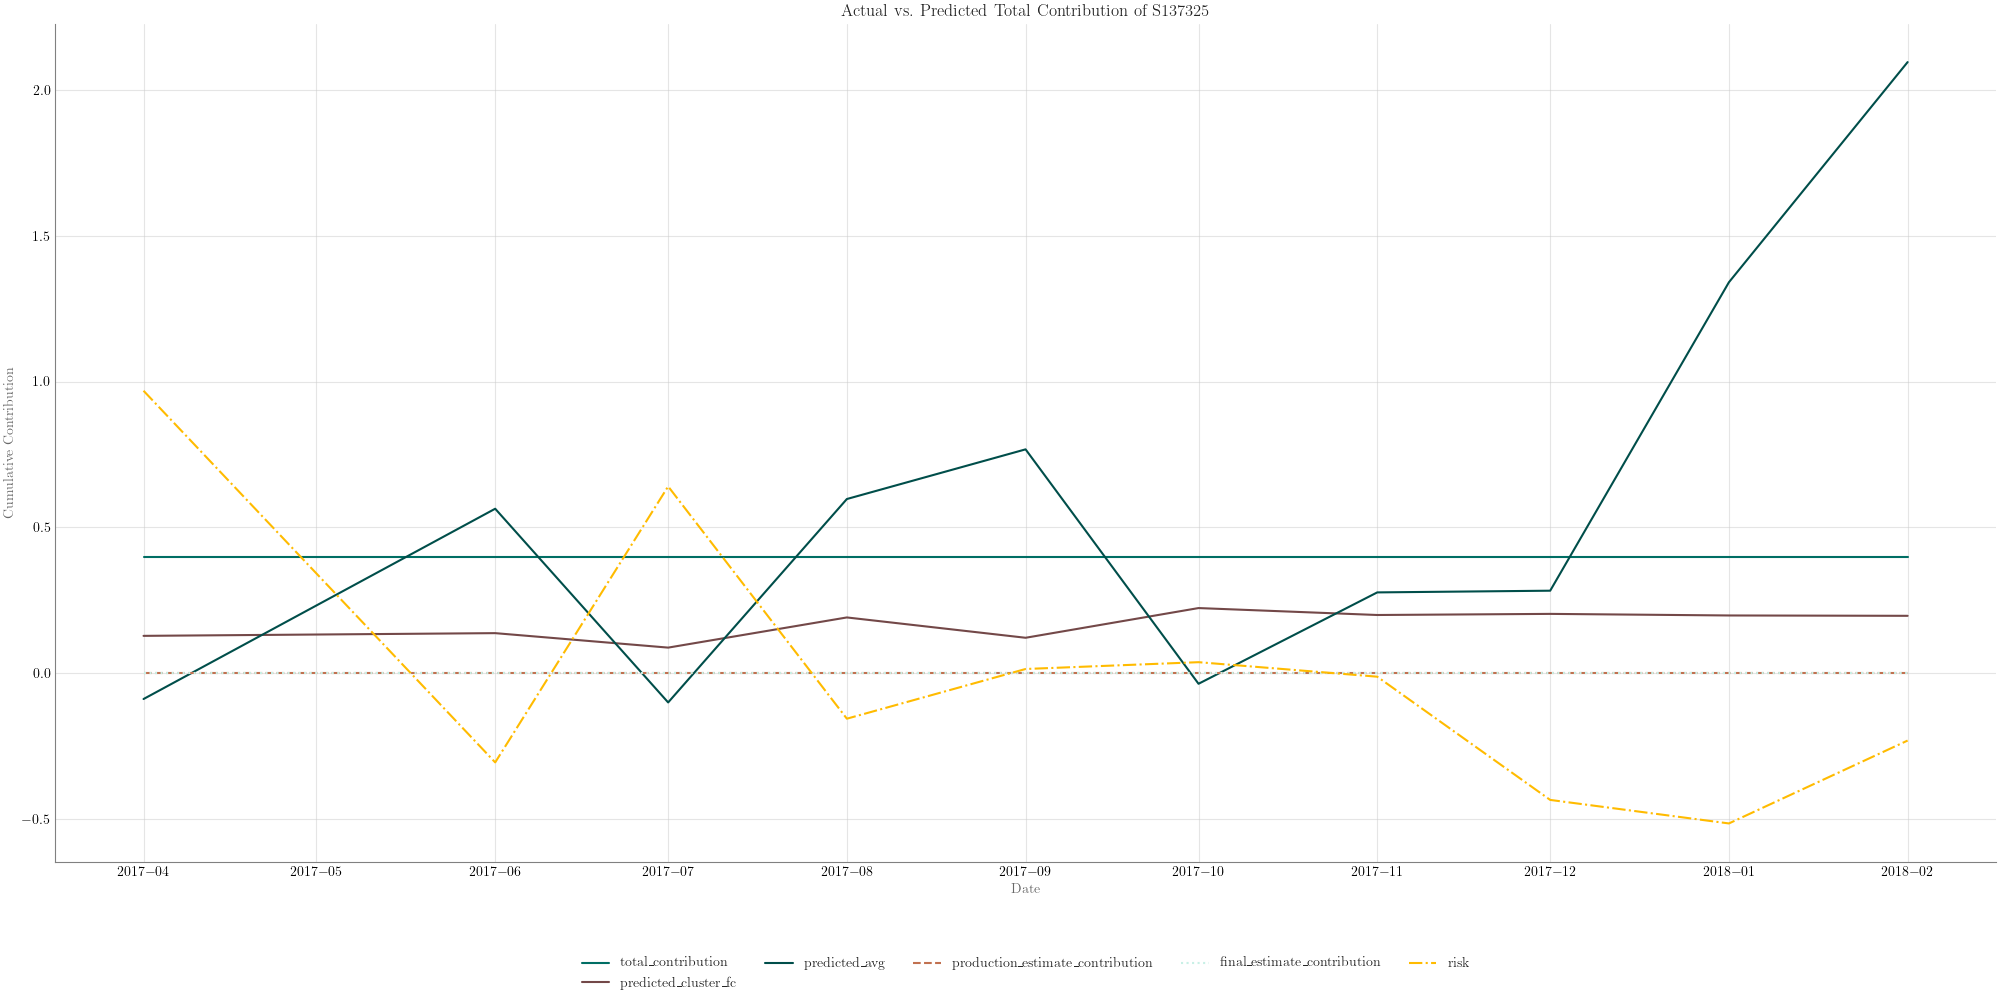 Actual vs. Predicted Total Contribution of S137325
Cumulative Contribution
2.0
1.5
1.0
0.5
0.0
−0.5
2017−04 2017−05 2017−06 2017−07 2017−08 2017−09 2017−10 2017−11 2017−12 2018−01 2018−02
Date
total_contribution predicted_avg production_estimate_contribution final_estimate_contribution risk
predicted_cluster_fc